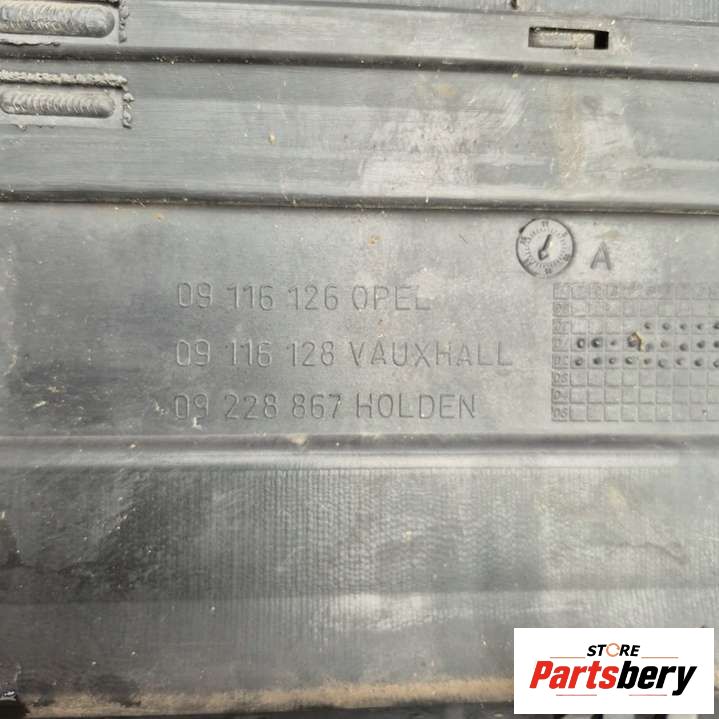 A
09 116 126 OPEL
09 116 128 VAUXHALL
09 228 867 HOLDEN
STORE
Partsbery